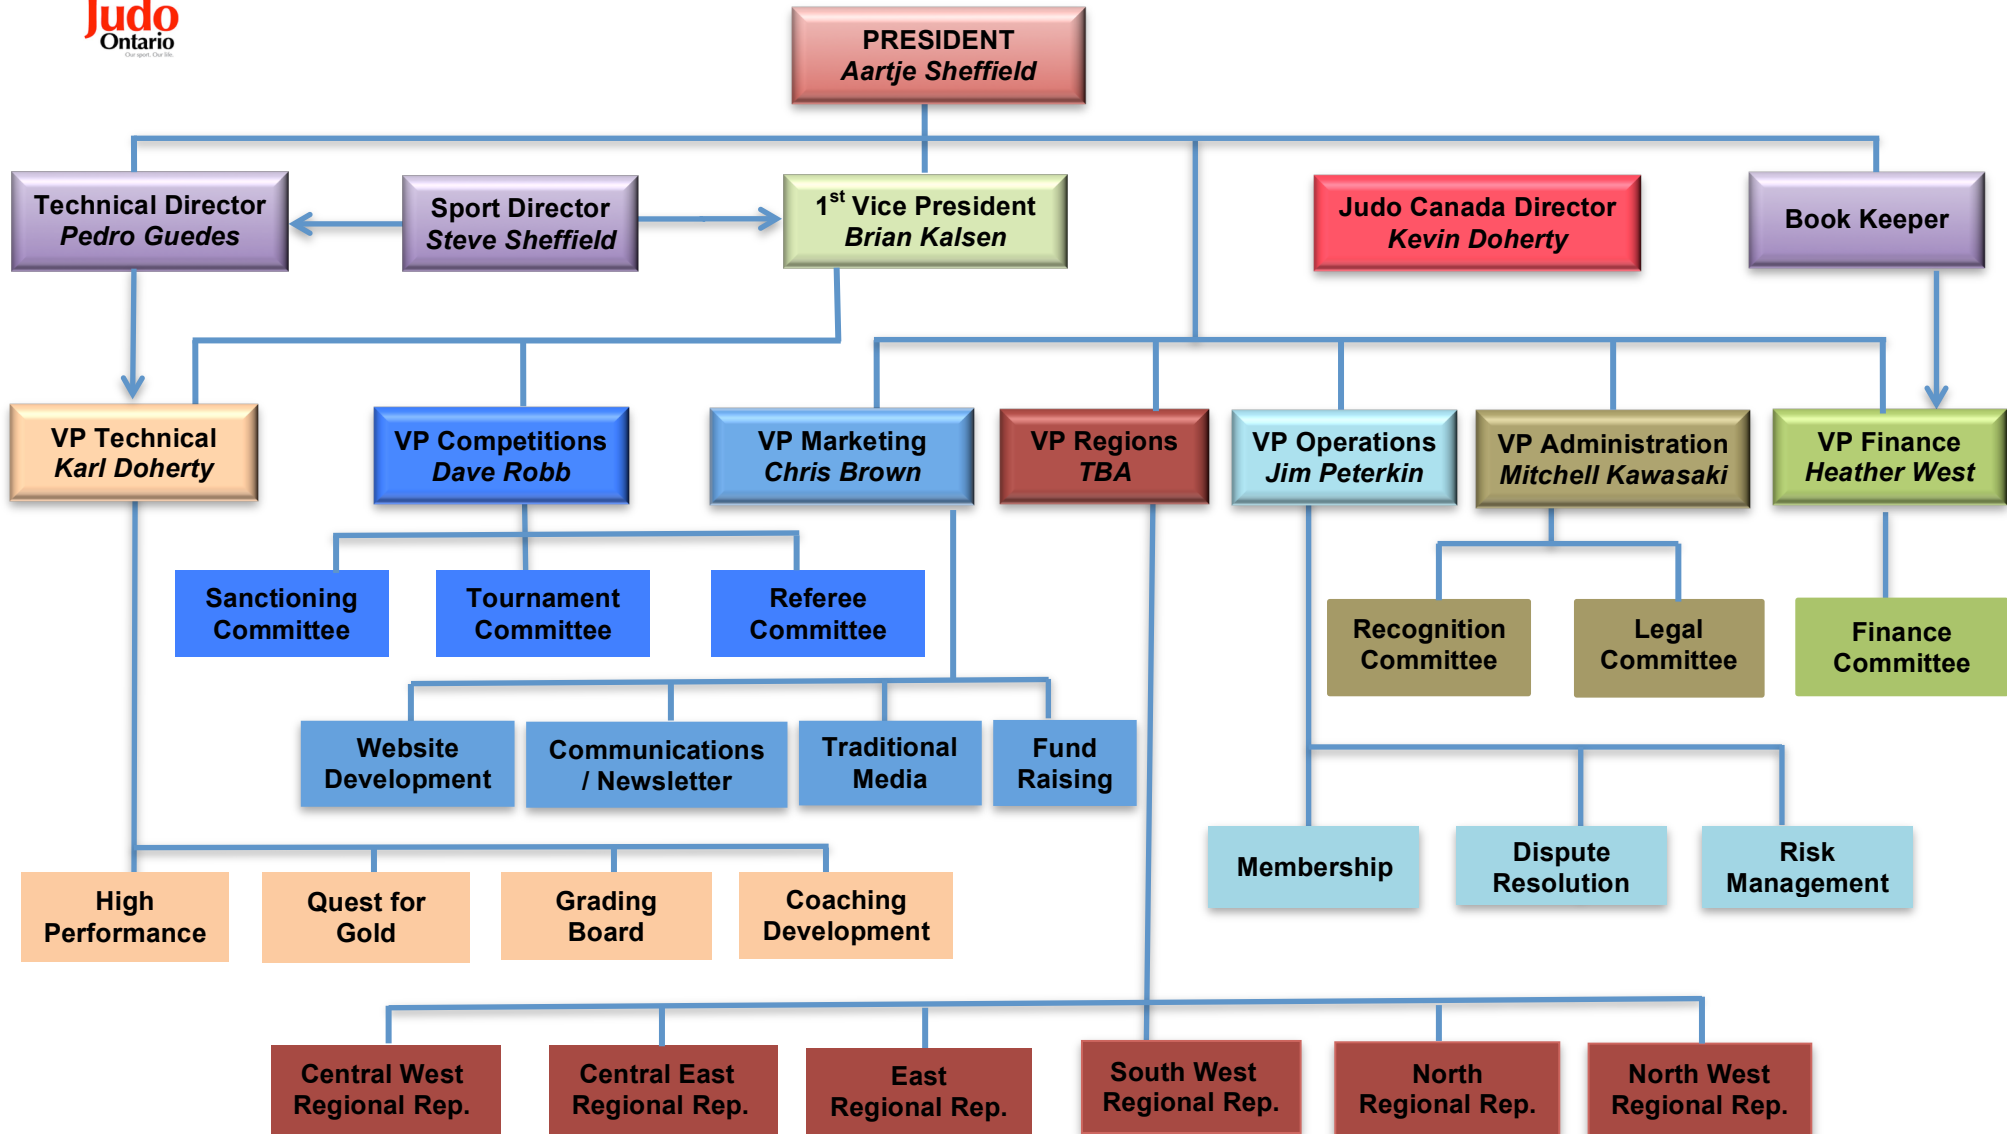 Judo
Ontario
Our sport. Our life.
PRESIDENT
Aartje Sheffield
Technical Director
Pedro Guedes
Sport Director
Steve Sheffield
1st Vice President
Brian Kalsen
Judo Canada Director
Kevin Doherty
Book Keeper
VP Technical
Karl Doherty
VP Competitions
Dave Robb
VP Marketing
Chris Brown
VP Regions
TBA
VP Operations
Jim Peterkin
VP Administration
Mitchell Kawasaki
VP Finance
Heather West
Sanctioning
Committee
Tournament
Committee
Referee
Committee
Recognition
Committee
Legal
Committee
Finance
Committee
Website
Development
Communications
/ Newsletter
Traditional
Media
Fund
Raising
Membership
Dispute
Resolution
Risk
Management
High
Performance
Quest for
Gold
Grading
Board
Coaching
Development
Central West
Regional Rep.
Central East
Regional Rep.
East
Regional Rep.
South West
Regional Rep.
North
Regional Rep.
North West
Regional Rep.